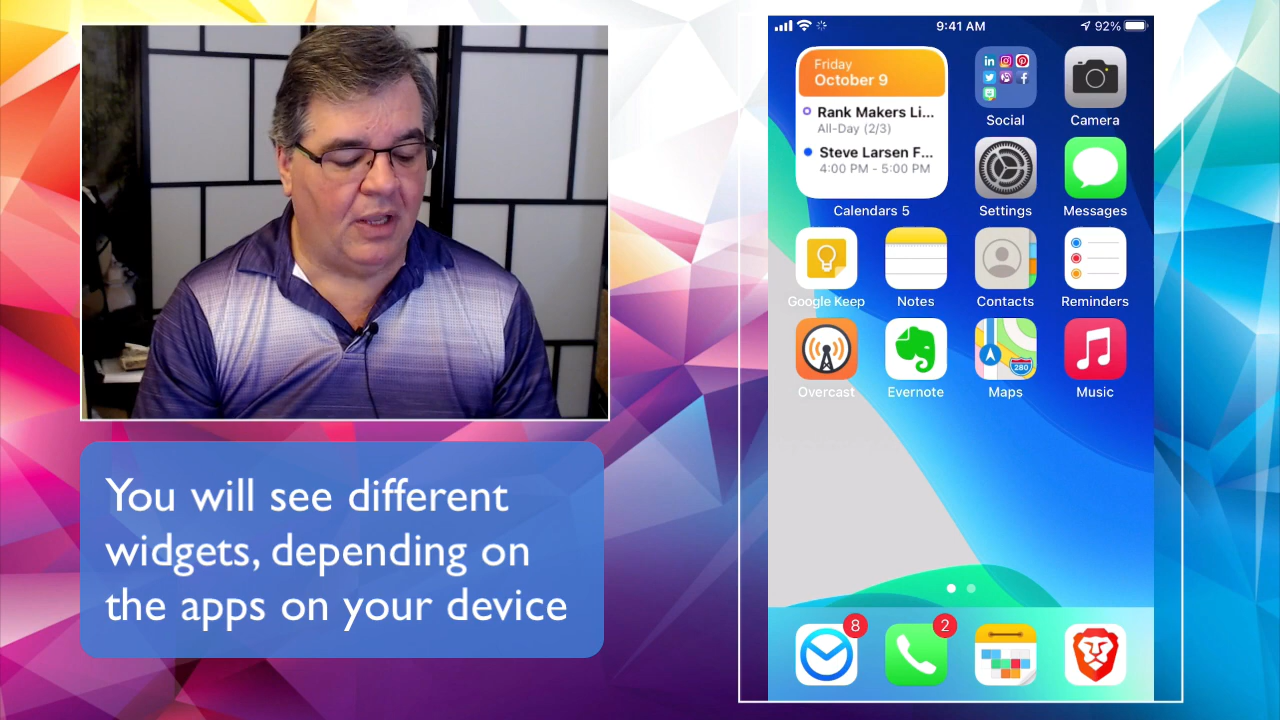 You will see different
widgets, depending on
the apps on your device
9:41 AM
92%
Friday
October 9
Rank Makers Li...
All-Day (2/3)
Steve Larsen F...
4:00 PM - 5:00 PM
Calendars 5
Social
Camera
Settings
Messages
Google Keep
Notes
Contacts
Reminders
280
Overcast
Evernote
Maps
Music
8
2